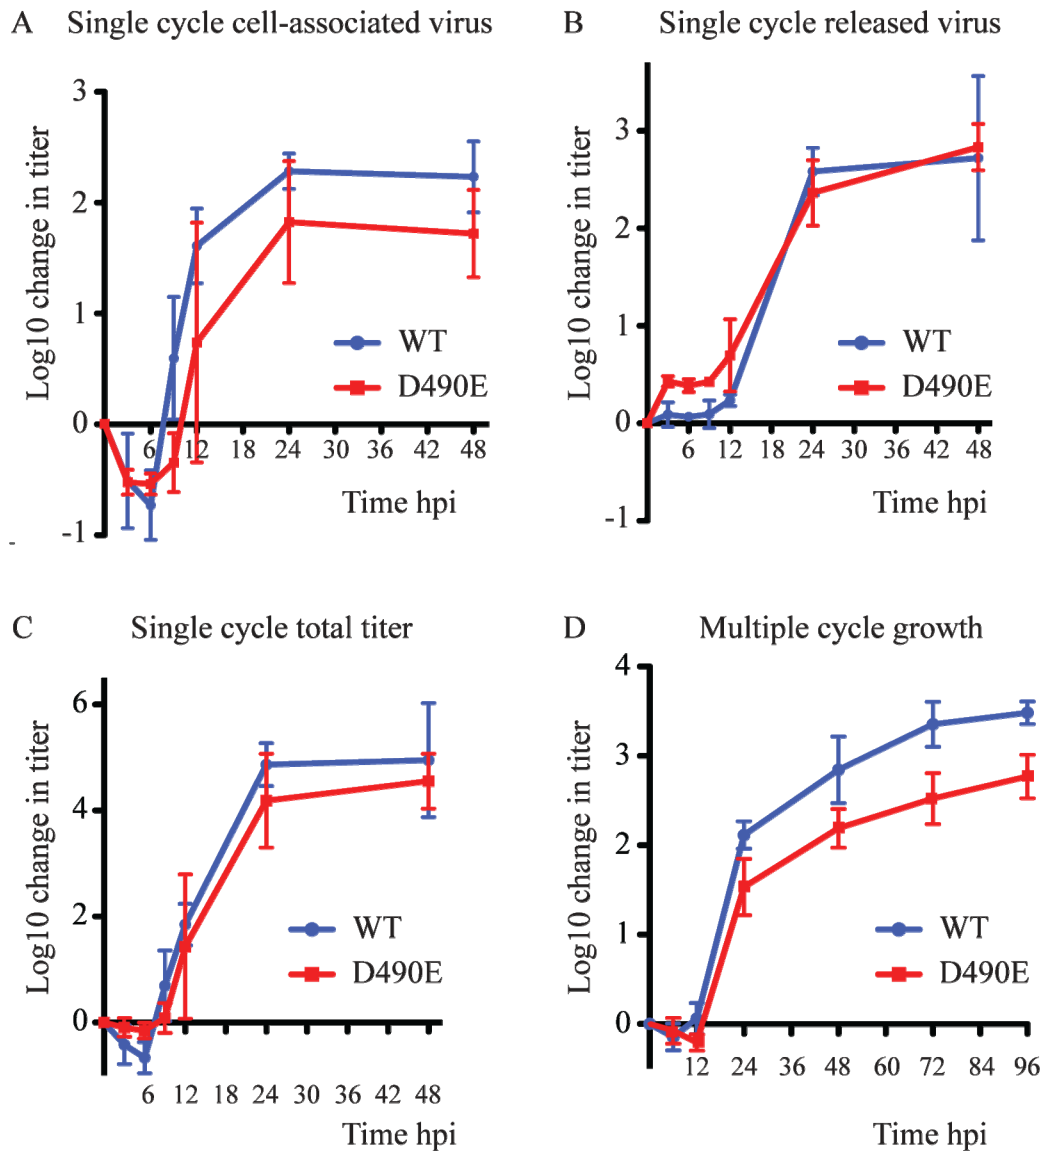 A Single cycle cell-associated virus
Log10 change in titer
3
2
1
0
-1
6 12 18 24 30 36 42 48
WT
D490E
Time hpi
-
B Single cycle released virus
Log10 change in titer
3
2
1
0
-1
6 12 18 24 30 36 42 48
WT
D490E
Time hpi
C Single cycle total titer
Log10 change in titer
6
4
2
0
6 12 18 24 30 36 42 48
WT
D490E
Time hpi
D Multiple cycle growth
Log10 change in titer
4
3
2
1
0
12 24 36 48 60 72 84 96
WT
D490E
Time hpi